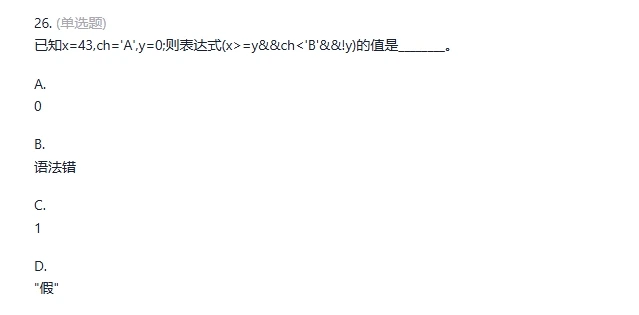 26. (单选题)
已知x=43,ch='A',y=0;则表达式(x>=y&&ch<'B'&&!y)的值是_______。
A.
0
B.
语法错
C.
1
D.
"假"